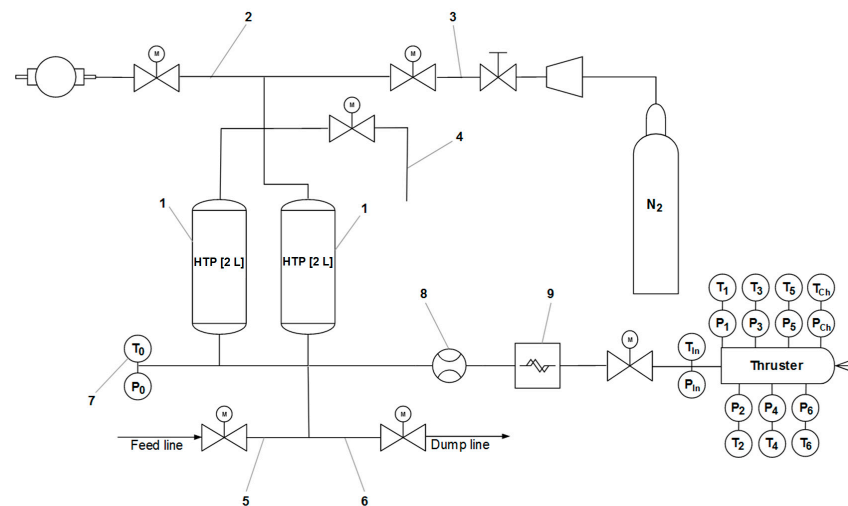 2
3
M
M
M
4
N2
1
1
HTP [2 L]
HTP [2 L]
T1
T3
T5
TCh
8
9
P1
P3
P5
PCh
T0
M
TIn
Thruster
7
P0
PIn
P2
P4
P6
M
M
Feed line
Dump line
T2
T4
T6
5
6